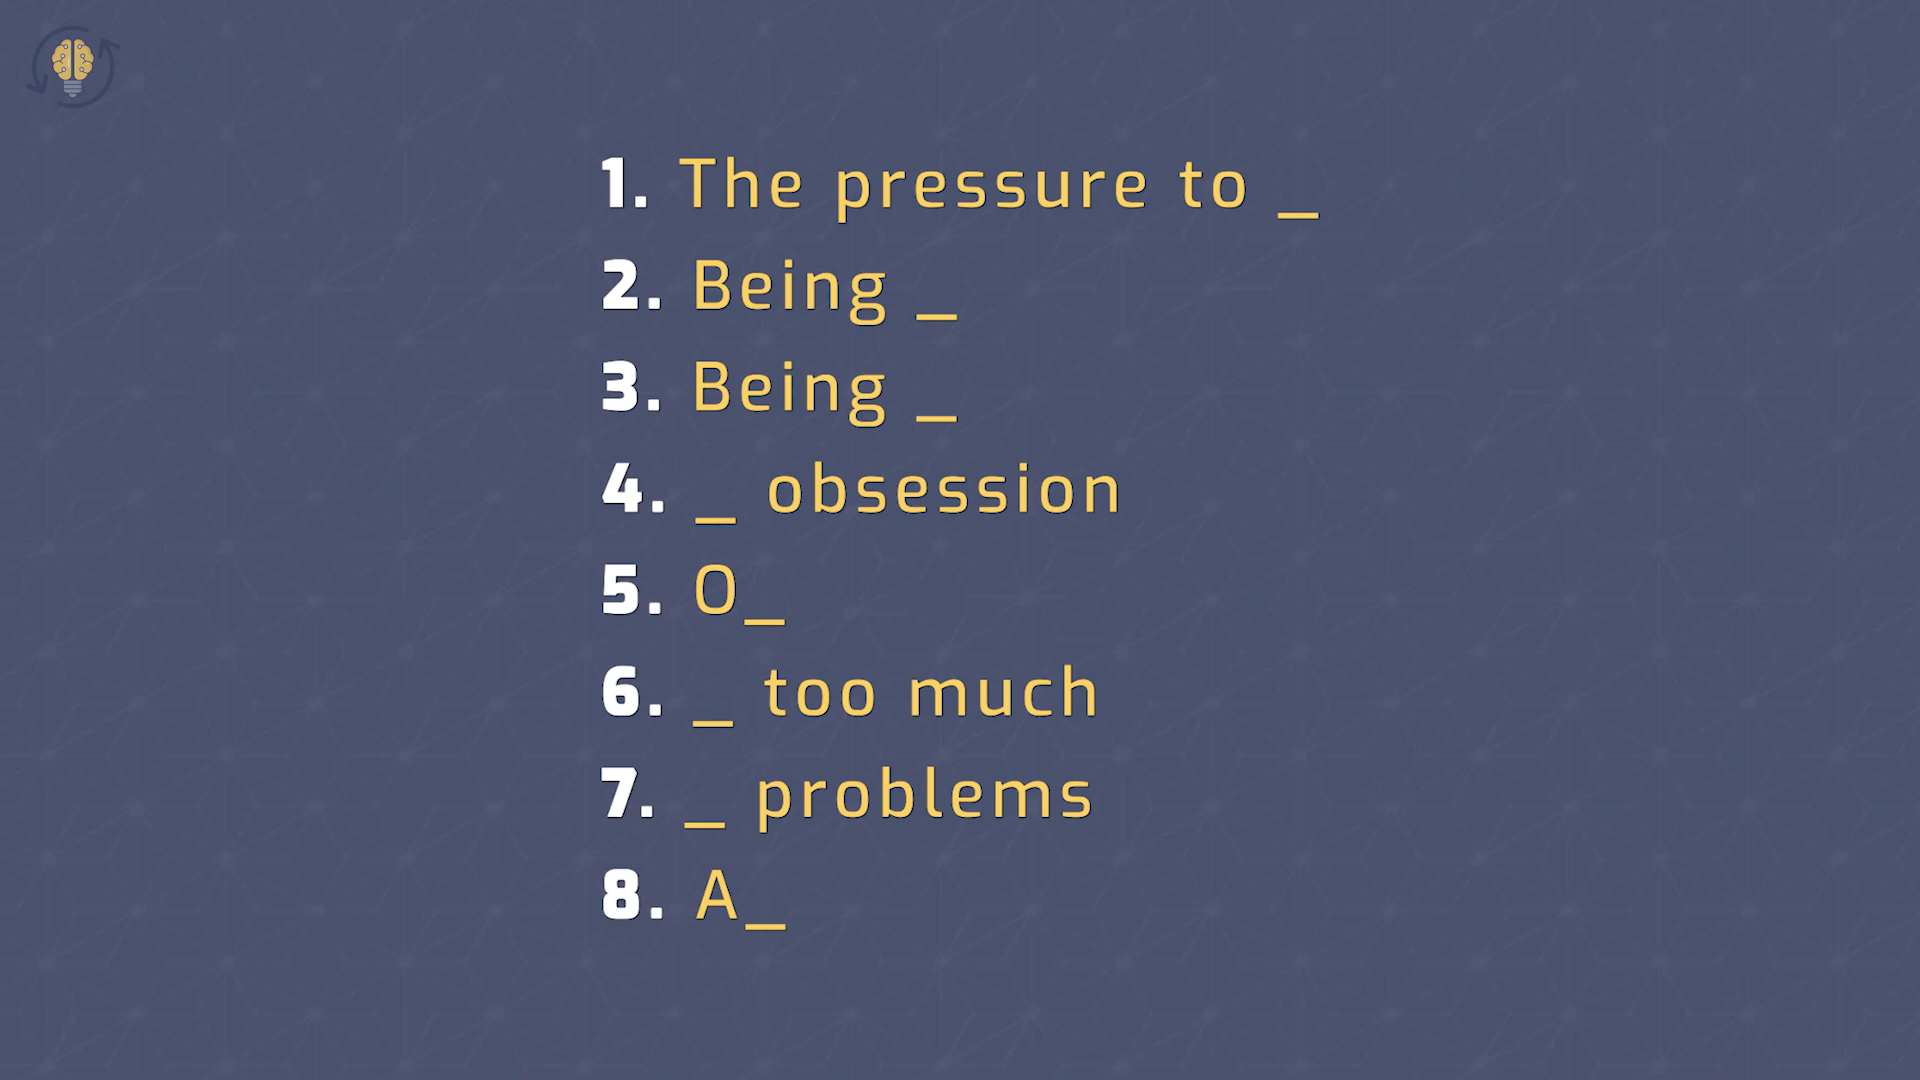 1. The pressure to _
2. Being _
3. Being _
4. _ obsession
5. O_
6. _ too much
7. _ problems
8. A_